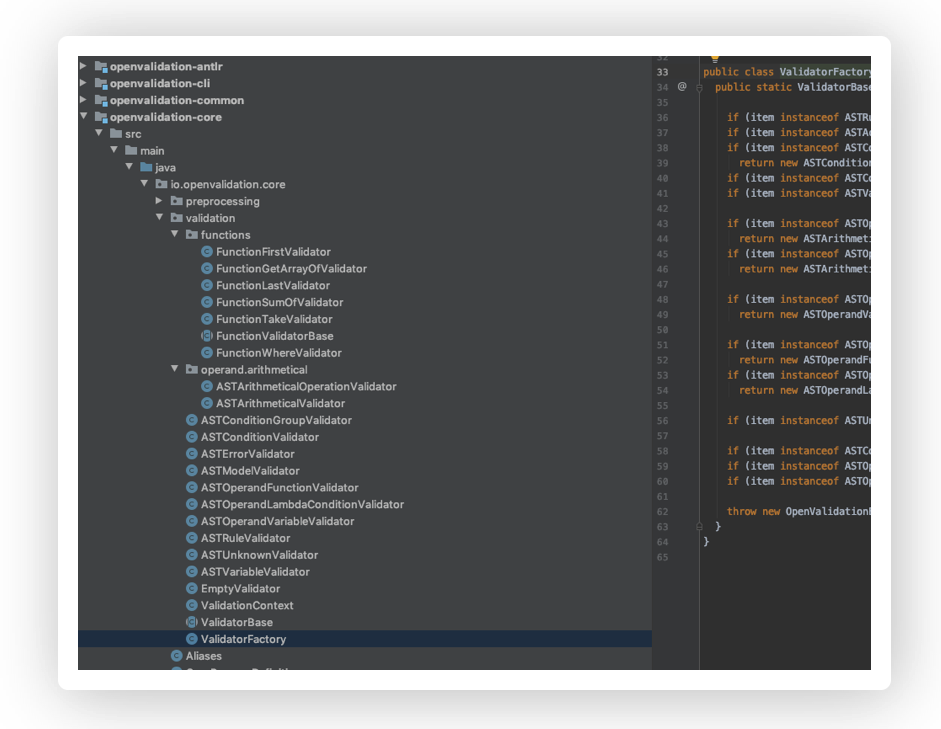 openvalidation-antlr
openvalidation-cli
openvalidation-common
openvalidation-core
src
main
java
io.openvalidation.core
preprocessing
validation
functions
FunctionFirstValidator
FunctionGetArrayOfValidator
FunctionLastValidator
FunctionSumOfValidator
FunctionTakeValidator
FunctionValidatorBase
FunctionWhereValidator
operand.arithmetical
ASTArithmeticalOperationValidator
ASTArithmeticalValidator
ASTConditionGroupValidator
ASTConditionValidator
ASTErrorValidator
ASTModelValidator
ASTOperandFunctionValidator
ASTOperandLambdaConditionValidator
ASTOperandVariableValidator
ASTRuleValidator
ASTUnknownValidator
ASTVariableValidator
EmptyValidator
ValidationContext
ValidatorBase
ValidatorFactory
Aliases
32
33 public class ValidatorFactory
34 @ public static ValidatorBase
35
36 if (item instanceof ASTRu
37 if (item instanceof ASTAc
38 if (item instanceof ASTCo
39 return new ASTCondition
40 if (item instanceof ASTCo
41 if (item instanceof ASTVa
42
43 if (item instanceof ASTOp
44 return new ASTArithmeti
45 if (item instanceof ASTOp
46 return new ASTArithmeti
47
48 if (item instanceof ASTOp
49 return new ASTOperandVa
50
51 if (item instanceof ASTOp
52 return new ASTOperandFu
53 if (item instanceof ASTOp
54 return new ASTOperandLa
55
56 if (item instanceof ASTUn
57
58 if (item instanceof ASTCo
59 if (item instanceof ASTOp
60 if (item instanceof ASTOp
61
62 throw new OpenValidation
63 }
64 }
65